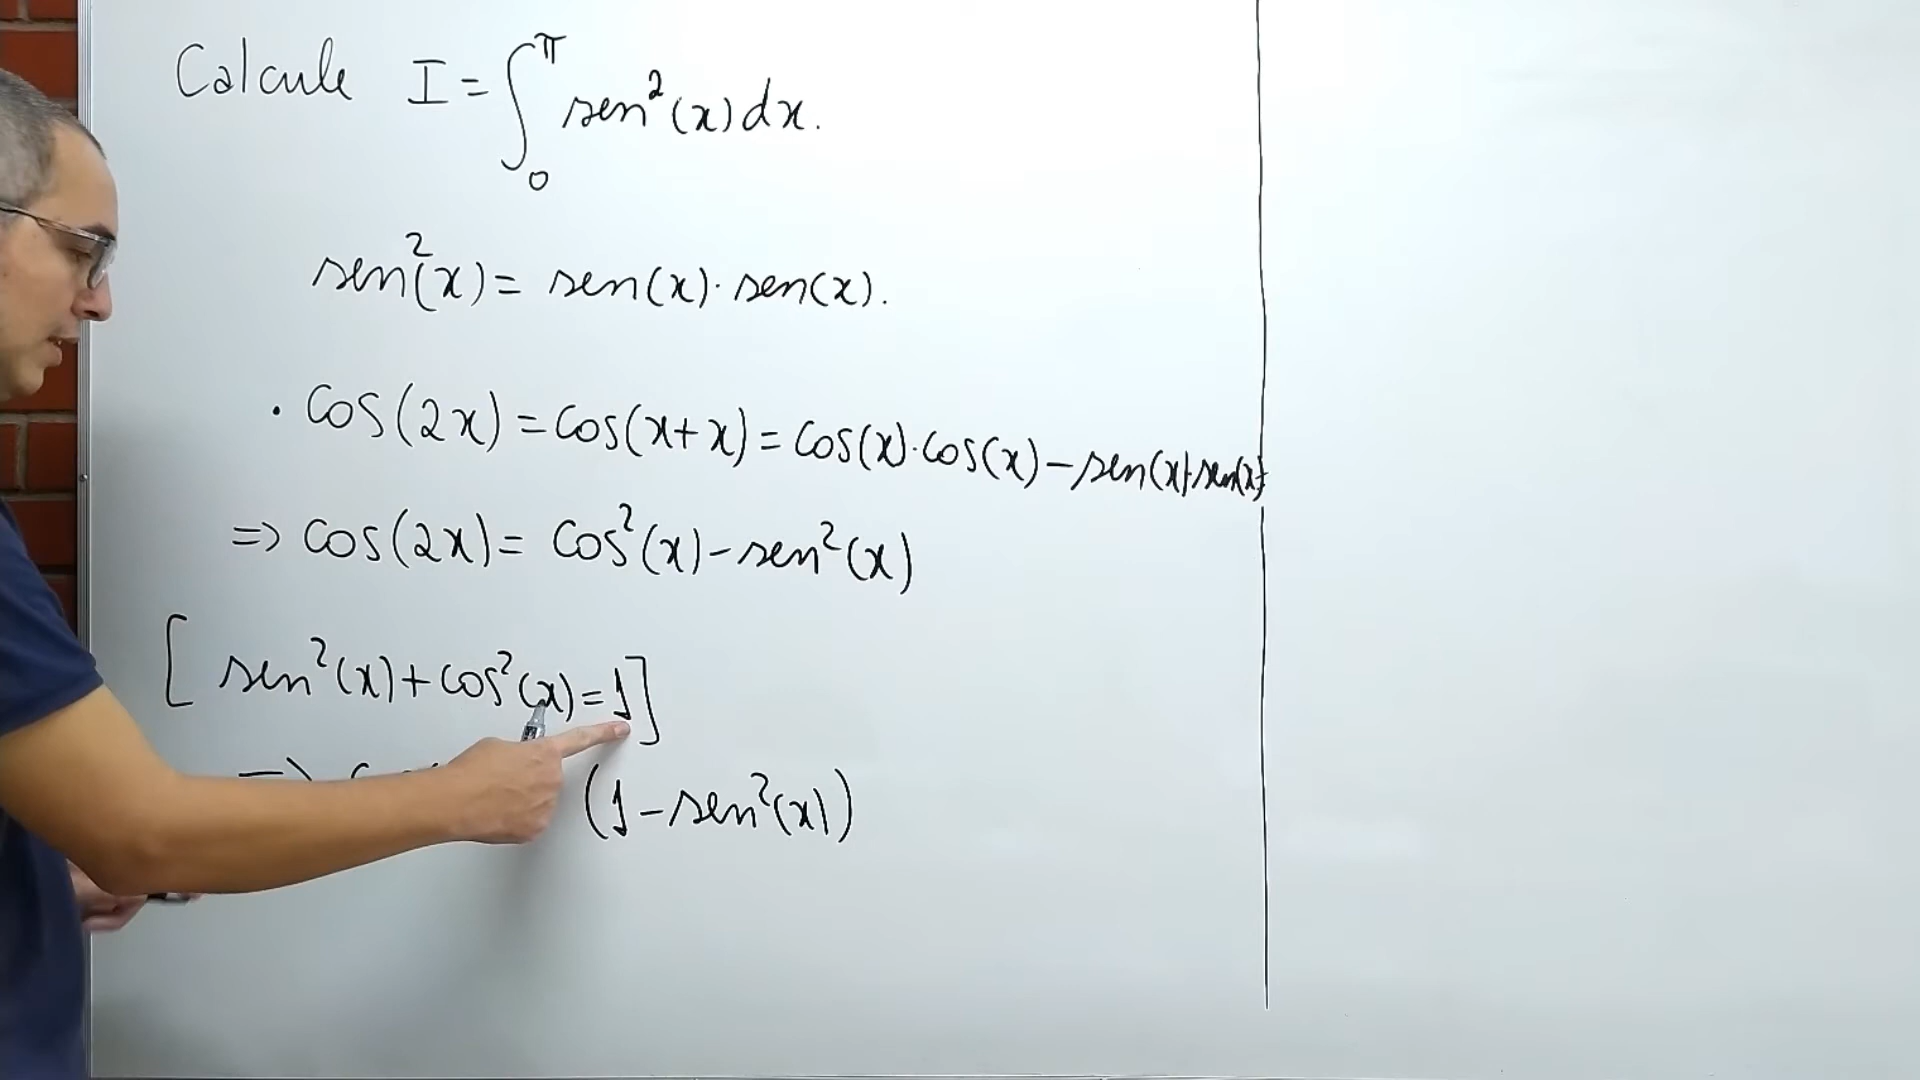 Calcule I = ∫₀^π sen²(x) dx.
sen²(x) = sen(x) · sen(x).
· cos(2x) = cos(x+x) = cos(x)·cos(x) − sen(x)·sen(x)
=> cos(2x) = cos²(x) − sen²(x)
[ sen²(x) + cos²(x) = 1 ]
=> (1 − sen²(x))